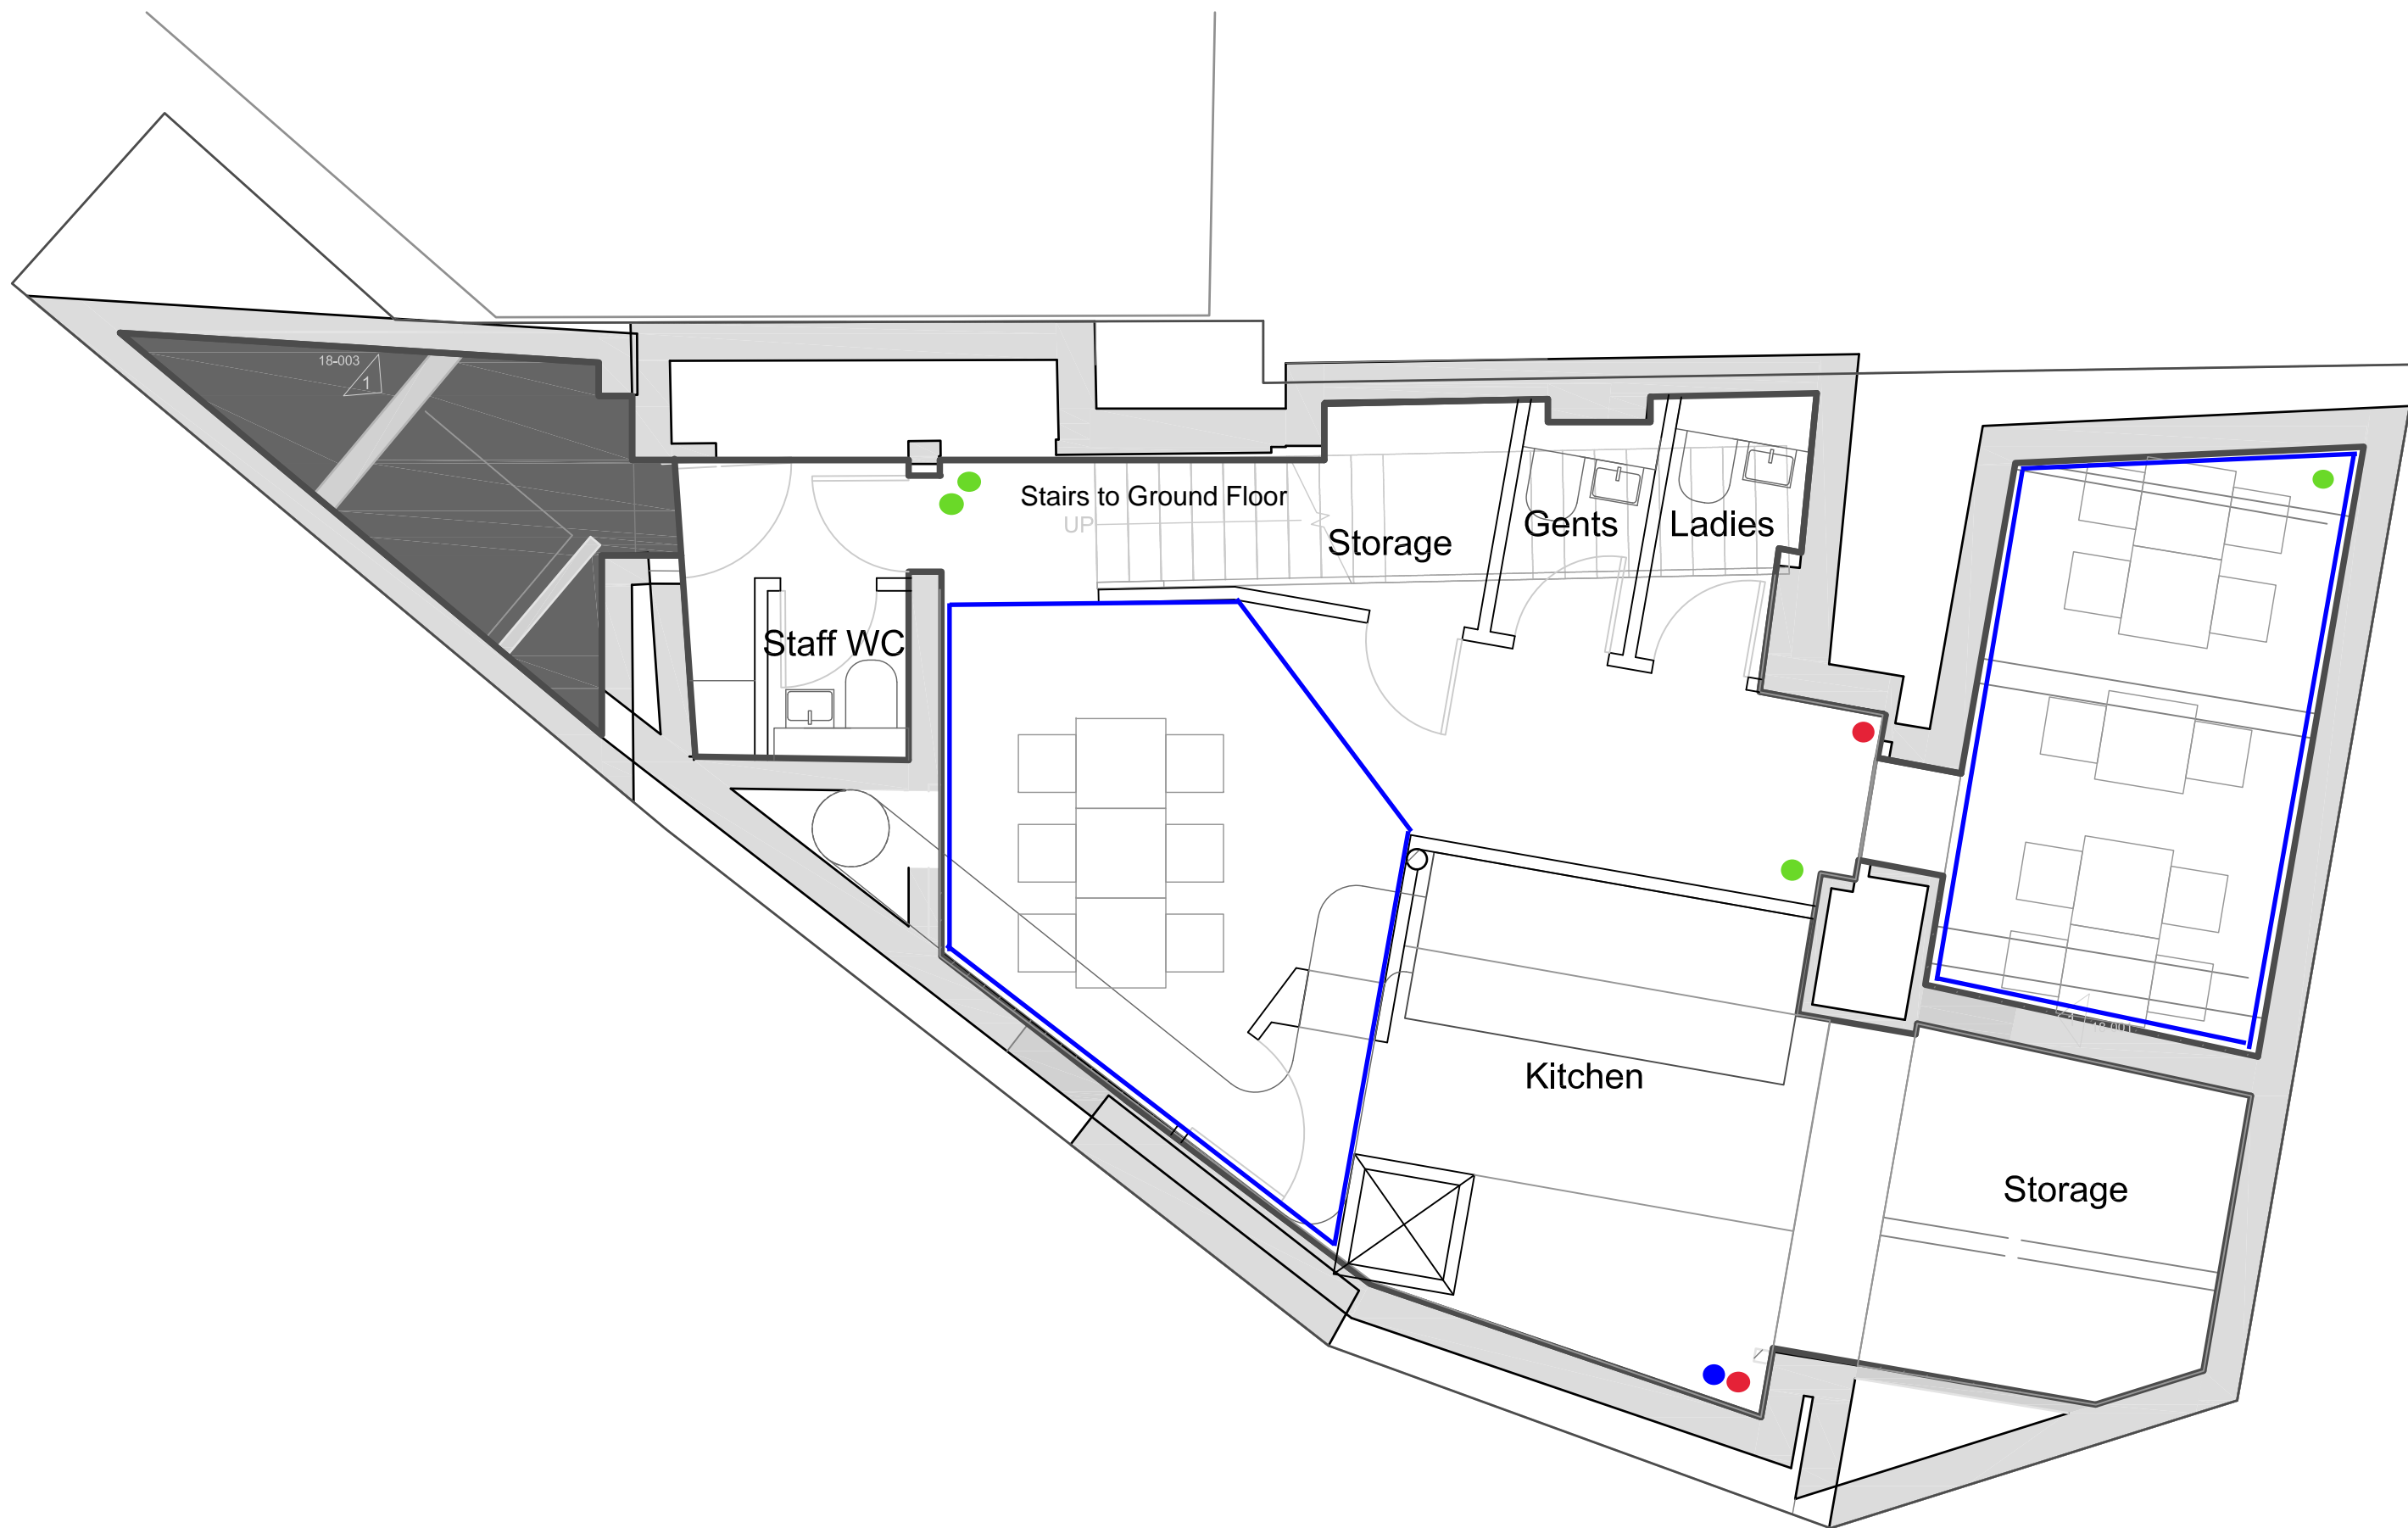 18-003
1
Stairs to Ground Floor
UP
Storage
Gents
Ladies
Staff WC
Kitchen
Storage